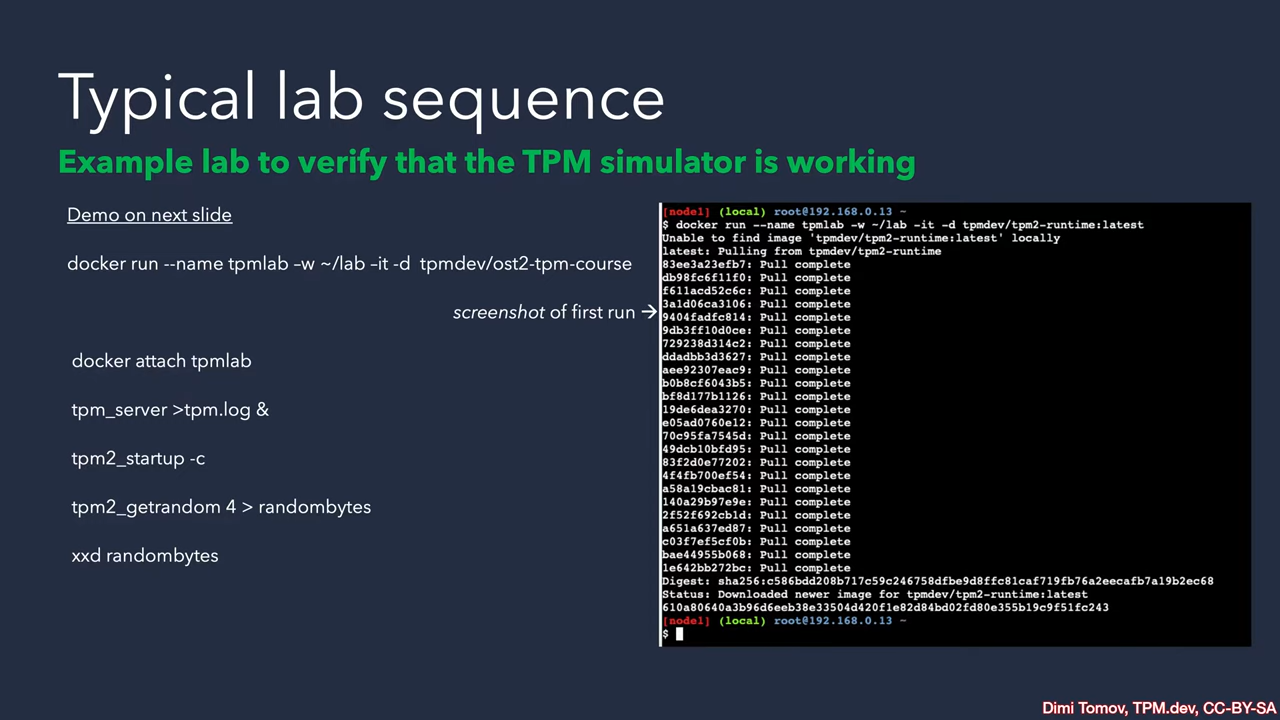 Typical lab sequence
Example lab to verify that the TPM simulator is working
Demo on next slide
docker run --name tpmlab –w ~/lab –it -d  tpmdev/ost2-tpm-course
screenshot of first run →
docker attach tpmlab
tpm_server >tpm.log &
tpm2_startup -c
tpm2_getrandom 4 > randombytes
xxd randombytes
[node1] (local) root@192.168.0.13 ~
$ docker run --name tpmlab -w ~/lab -it -d tpmdev/tpm2-runtime:latest
Unable to find image 'tpmdev/tpm2-runtime:latest' locally
latest: Pulling from tpmdev/tpm2-runtime
83ee3a23efb7: Pull complete
db98fc6f11f0: Pull complete
f611acd52c6c: Pull complete
3a1d06ca3106: Pull complete
9404fadfc814: Pull complete
9db3ff10d0ce: Pull complete
729238d314c2: Pull complete
ddadbb3d3627: Pull complete
aee92307eac9: Pull complete
b0b8cf6043b5: Pull complete
bf8d177b1126: Pull complete
19de6dea3270: Pull complete
e05ad0760e12: Pull complete
70c95fa7545d: Pull complete
49dcb10bfd95: Pull complete
83f2d0e77202: Pull complete
4f4fb700ef54: Pull complete
a58a19cbac81: Pull complete
140a29b97e9e: Pull complete
2f52f692cb1d: Pull complete
a651a637ed87: Pull complete
c03f7ef5cf0b: Pull complete
bae44955b068: Pull complete
1e642bb272bc: Pull complete
Digest: sha256:c586bdd208b717c59c246758dfbe9d8ffc81caf719fb76a2eecafb7a19b2ec68
Status: Downloaded newer image for tpmdev/tpm2-runtime:latest
610a80640a3b96d6eeb38e33504d420f1e82d84bd02fd80e355b19c9f51fc243
[node1] (local) root@192.168.0.13 ~
$
Dimi Tomov, TPM.dev, CC-BY-SA